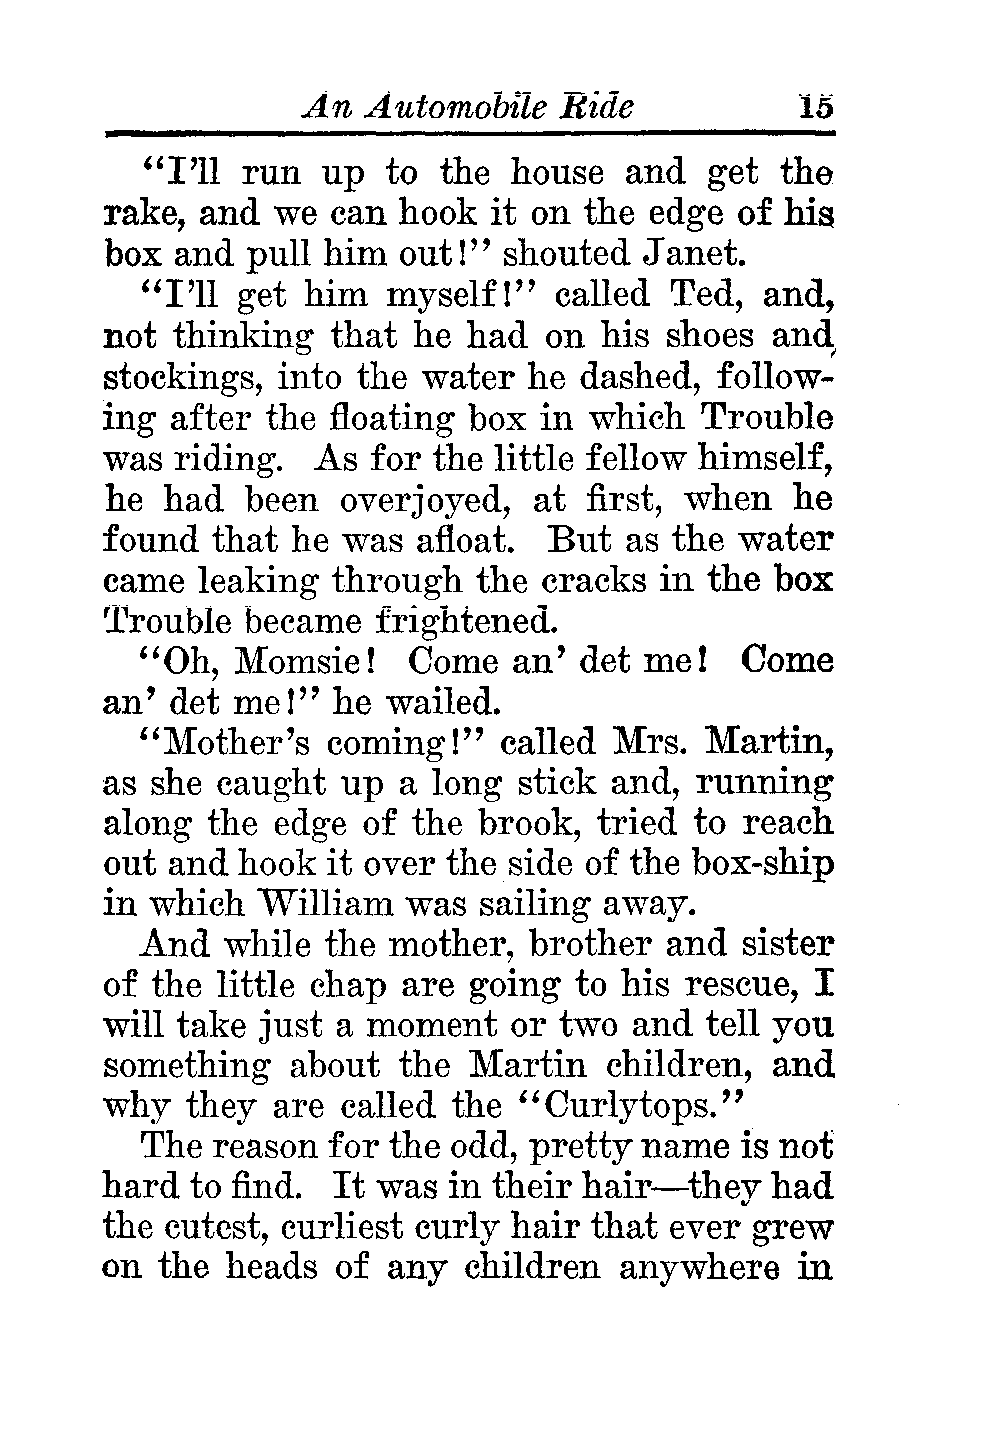 An Automobile Ride 15
“I’ll run up to the house and get the
rake, and we can hook it on the edge of his
box and pull him out!” shouted Janet.
“I’ll get him myself!” called Ted, and,
not thinking that he had on his shoes and
stockings, into the water he dashed, follow-
ing after the floating box in which Trouble
was riding. As for the little fellow himself,
he had been overjoyed, at first, when he
found that he was afloat. But as the water
came leaking through the cracks in the box
Trouble became frightened.
“Oh, Momsie! Come an’ det me! Come
an’ det me!” he wailed.
“Mother’s coming!” called Mrs. Martin,
as she caught up a long stick and, running
along the edge of the brook, tried to reach
out and hook it over the side of the box-ship
in which William was sailing away.
And while the mother, brother and sister
of the little chap are going to his rescue, I
will take just a moment or two and tell you
something about the Martin children, and
why they are called the “Curlytops.”
The reason for the odd, pretty name is not
hard to find. It was in their hair—they had
the cutest, curliest curly hair that ever grew
on the heads of any children anywhere in